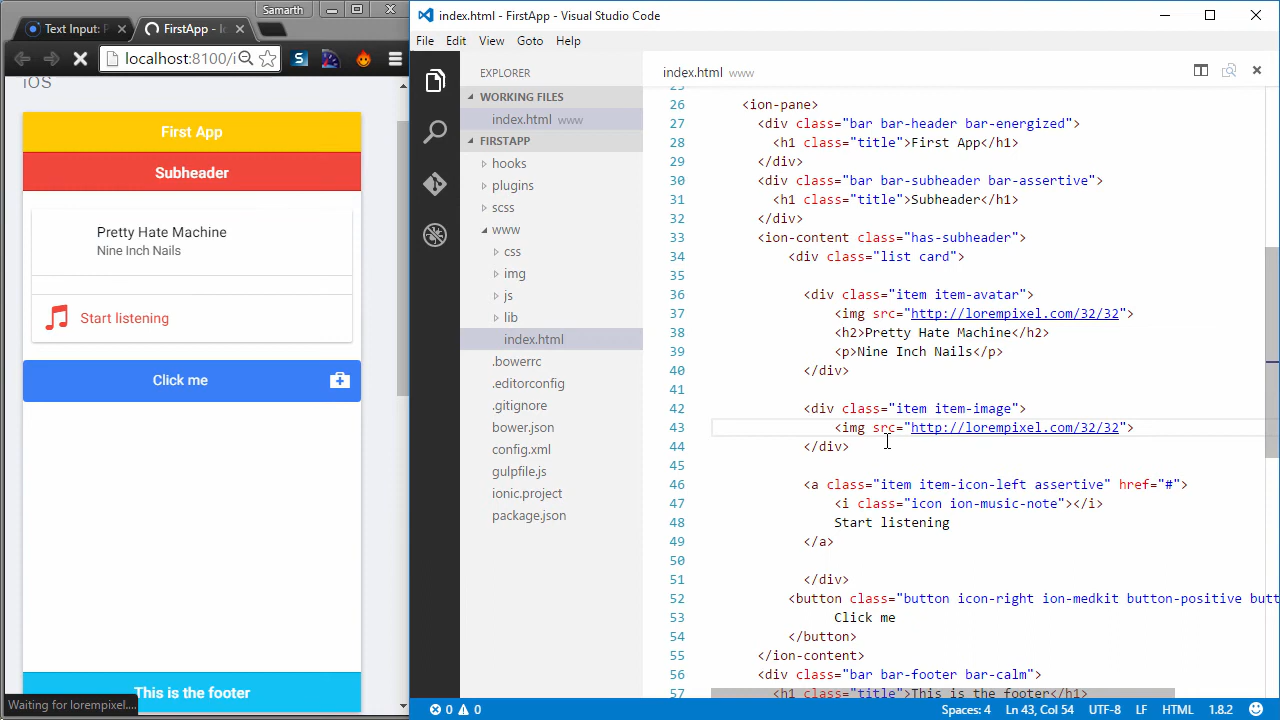 Text Input: P
FirstApp - I
Samarth
localhost:8100/i
iOS
First App
Subheader
Pretty Hate Machine
Nine Inch Nails
Start listening
Click me
This is the footer
Waiting for lorempixel....
index.html - FirstApp - Visual Studio Code
File Edit View Goto Help
EXPLORER
WORKING FILES
index.html www
FIRSTAPP
hooks
plugins
scss
www
css
img
js
lib
index.html
.bowerrc
.editorconfig
.gitignore
bower.json
config.xml
gulpfile.js
ionic.project
package.json
index.html www
25
26 <ion-pane>
27 <div class="bar bar-header bar-energized">
28 <h1 class="title">First App</h1>
29 </div>
30 <div class="bar bar-subheader bar-assertive">
31 <h1 class="title">Subheader</h1>
32 </div>
33 <ion-content class="has-subheader">
34 <div class="list card">
35
36 <div class="item item-avatar">
37 <img src="http://lorempixel.com/32/32">
38 <h2>Pretty Hate Machine</h2>
39 <p>Nine Inch Nails</p>
40 </div>
41
42 <div class="item item-image">
43 <img src="http://lorempixel.com/32/32">
44 </div>
45
46 <a class="item item-icon-left assertive" href="#">
47 <i class="icon ion-music-note"></i>
48 Start listening
49 </a>
50
51 </div>
52 <button class="button icon-right ion-medkit button-positive butt
53 Click me
54 </button>
55 </ion-content>
56 <div class="bar bar-footer bar-calm">
57 <h1 class="title">This is the footer</h1>
0 0 Spaces: 4 Ln 43, Col 54 UTF-8 LF HTML 1.8.2